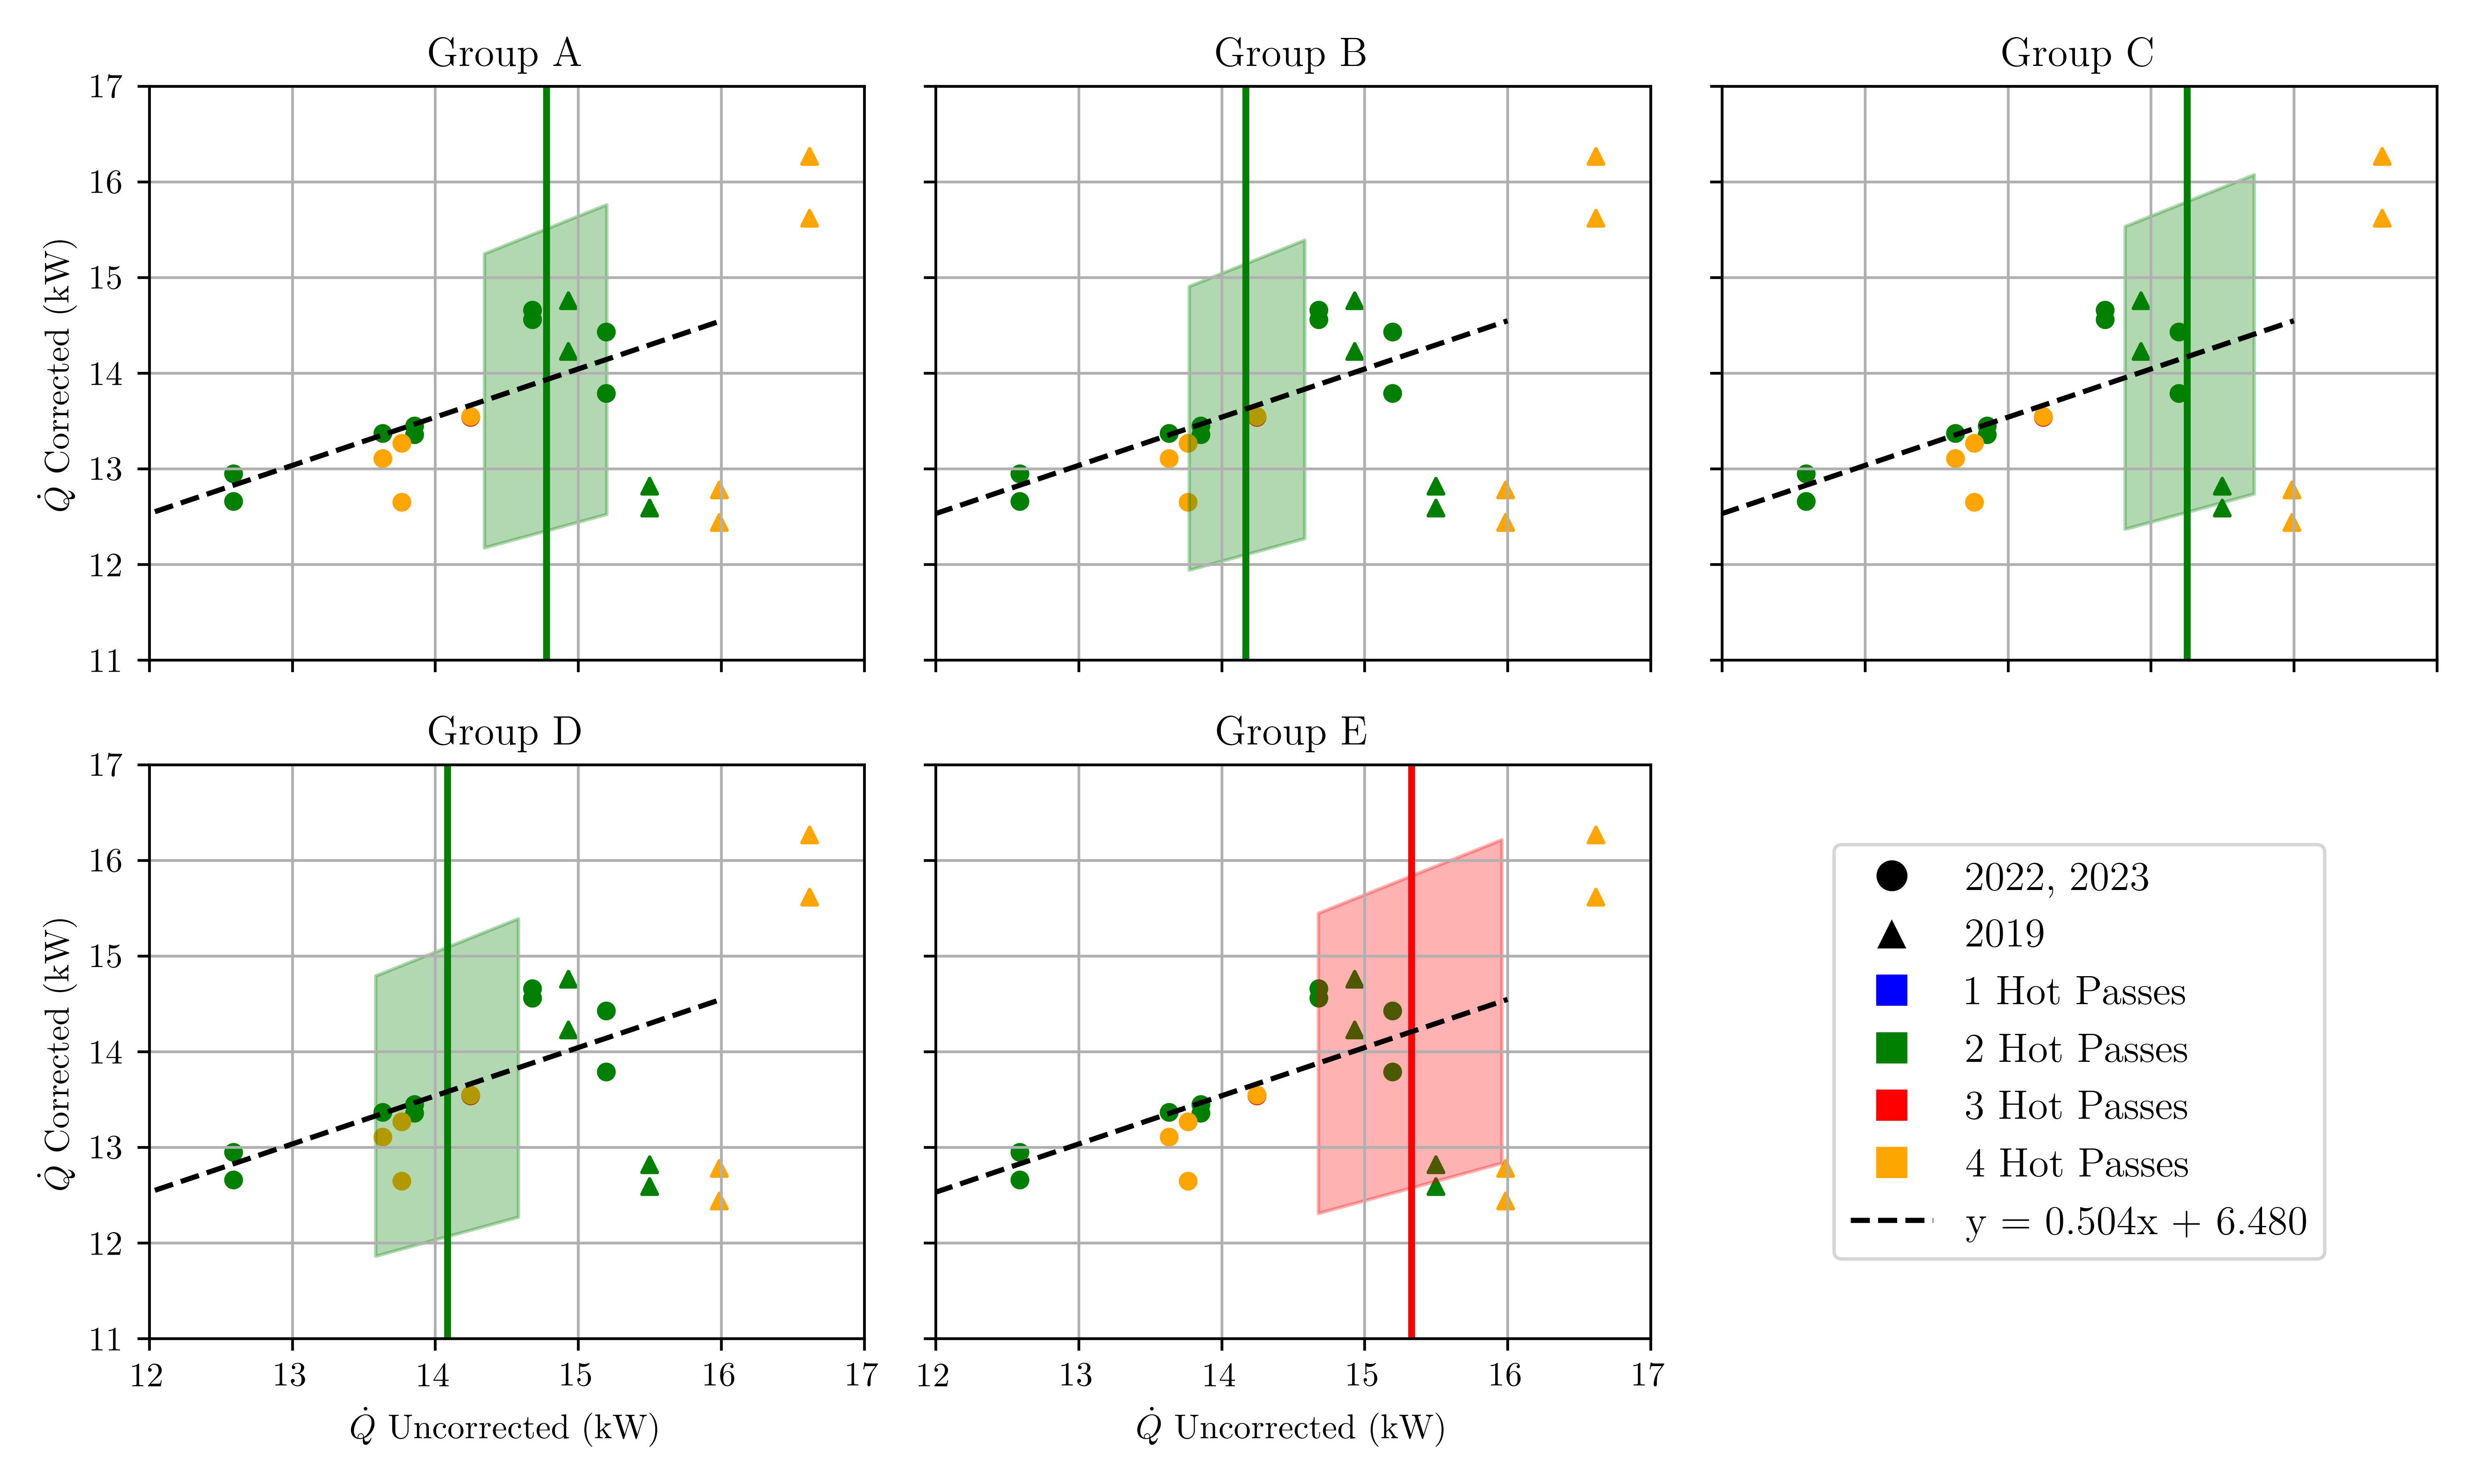 Group A
Group B
Group C
17
16
15
14
13
12
11
Q̇ Corrected (kW)
Group D
Group E
17
16
15
14
13
12
11
Q̇ Corrected (kW)
12 13 14 15 16 17
12 13 14 15 16 17
Q̇ Uncorrected (kW)
Q̇ Uncorrected (kW)
2022, 2023
2019
1 Hot Passes
2 Hot Passes
3 Hot Passes
4 Hot Passes
y = 0.504x + 6.480